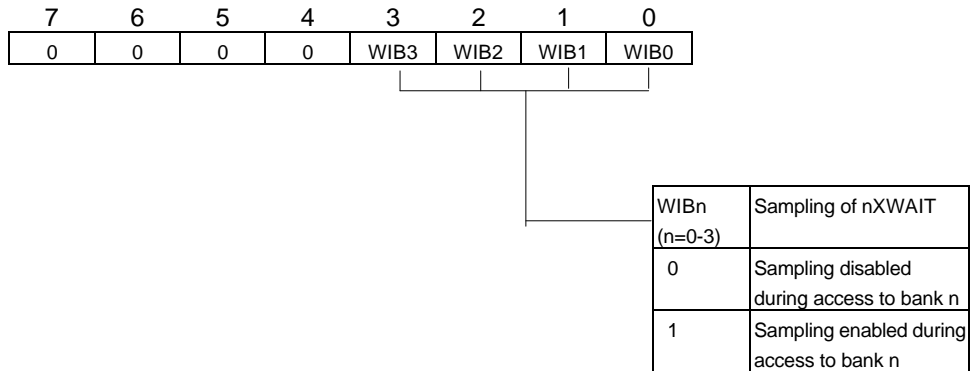 7 6 5 4 3 2 1 0
0 0 0 0 WIB3 WIB2 WIB1 WIB0
WIBn Sampling of nXWAIT
(n=0-3)
0 Sampling disabled
during access to bank n
1 Sampling enabled during
access to bank n